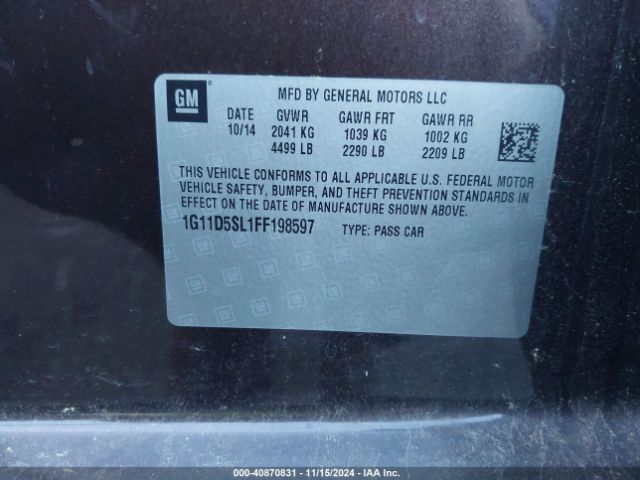 GM
MFD BY GENERAL MOTORS LLC
DATE GVWR GAWR FRT GAWR RR
10/14 2041 KG 1039 KG 1002 KG
4499 LB 2290 LB 2209 LB
THIS VEHICLE CONFORMS TO ALL APPLICABLE U.S. FEDERAL MOTOR
VEHICLE SAFETY, BUMPER, AND THEFT PREVENTION STANDARDS IN
EFFECT ON THE DATE OF MANUFACTURE SHOWN ABOVE.
1G11D5SL1FF198597 TYPE: PASS CAR
000-40870831 - 11/15/2024 - IAA Inc.